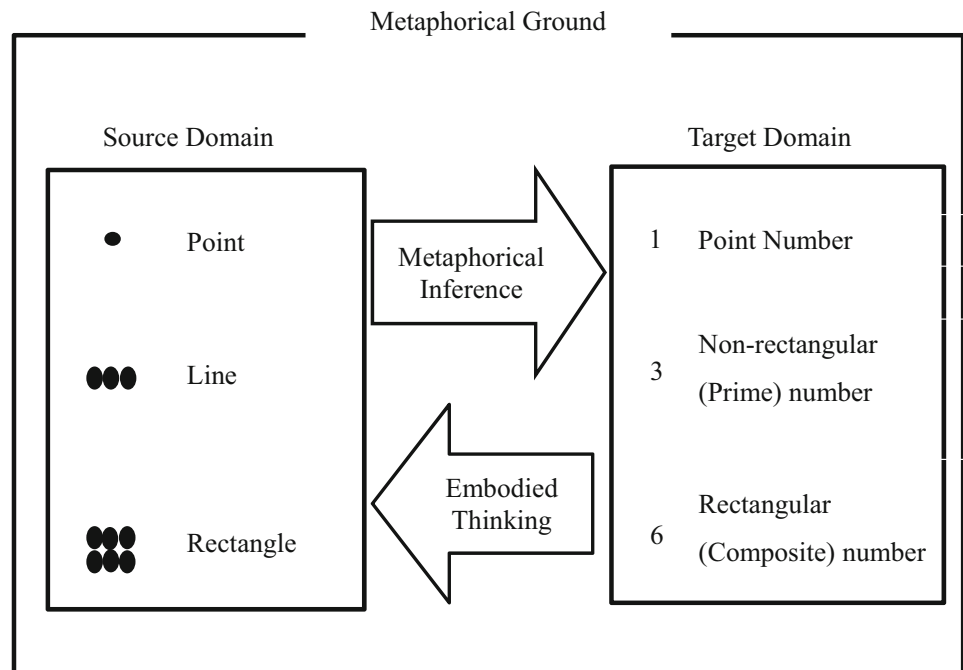 Metaphorical Ground
Source Domain
Target Domain
Point
Line
Rectangle
Metaphorical
Inference
Embodied
Thinking
1 Point Number
3 Non-rectangular
(Prime) number
6 Rectangular
(Composite) number